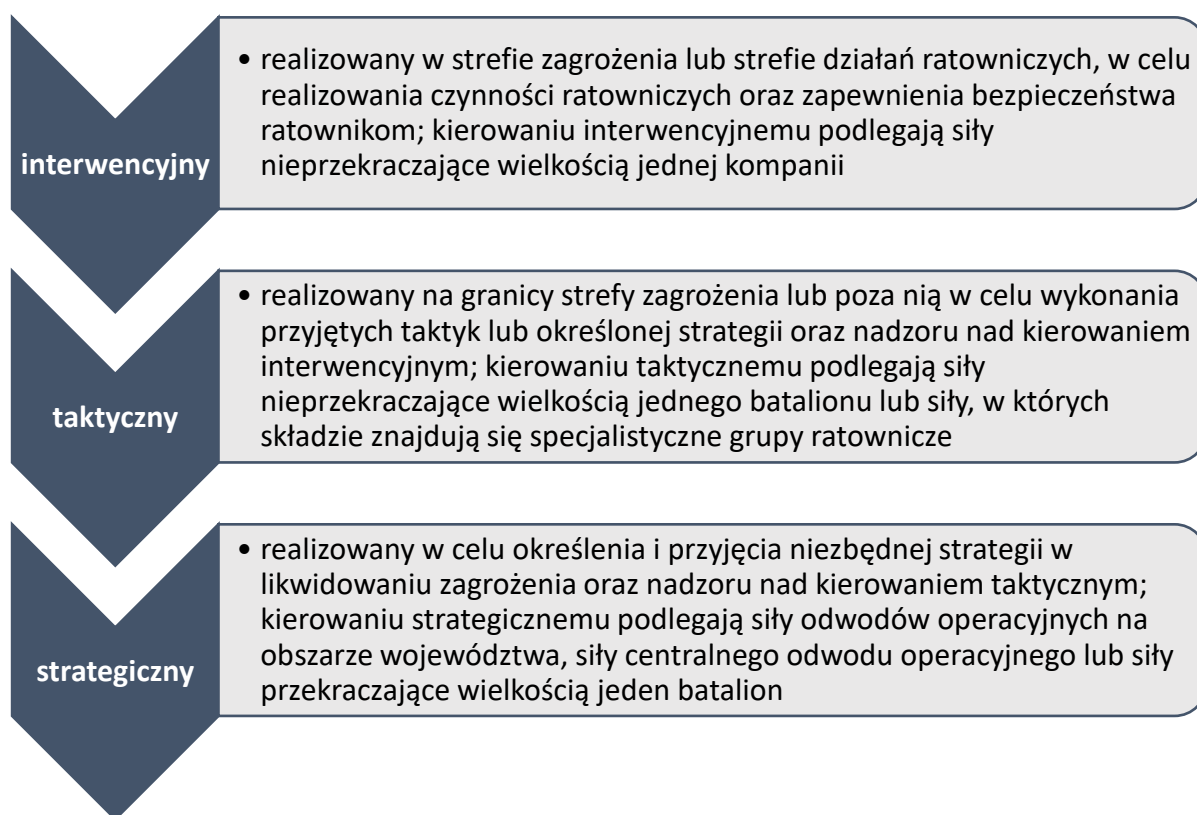 interwencyjny
• realizowany w strefie zagrożenia lub strefie działań ratowniczych, w celu
realizowania czynności ratowniczych oraz zapewnienia bezpieczeństwa
ratownikom; kierowaniu interwencyjnemu podlegają siły
nieprzekraczające wielkością jednej kompanii
taktyczny
• realizowany na granicy strefy zagrożenia lub poza nią w celu wykonania
przyjętych taktyk lub określonej strategii oraz nadzoru nad kierowaniem
interwencyjnym; kierowaniu taktycznemu podlegają siły
nieprzekraczające wielkością jednego batalionu lub siły, w których
składzie znajdują się specjalistyczne grupy ratownicze
strategiczny
• realizowany w celu określenia i przyjęcia niezbędnej strategii w
likwidowaniu zagrożenia oraz nadzoru nad kierowaniem taktycznym;
kierowaniu strategicznemu podlegają siły odwodów operacyjnych na
obszarze województwa, siły centralnego odwodu operacyjnego lub siły
przekraczające wielkością jeden batalion